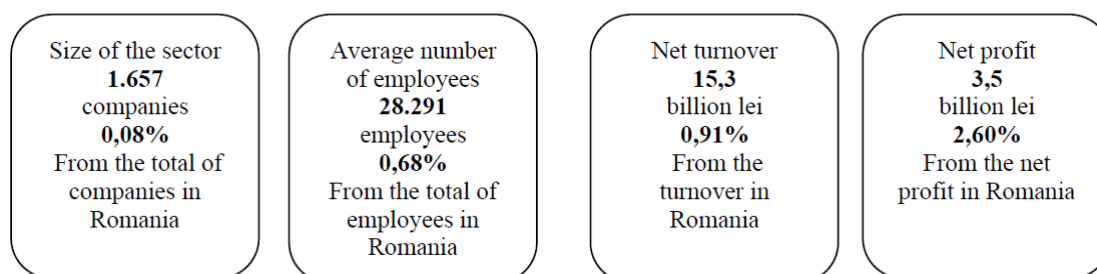 Size of the sector
1.657
companies
0,08%
From the total of
companies in
Romania
Average number
of employees
28.291
employees
0,68%
From the total of
employees in
Romania
Net turnover
15,3
billion lei
0,91%
From the
turnover in
Romania
Net profit
3,5
billion lei
2,60%
From the net
profit in Romania